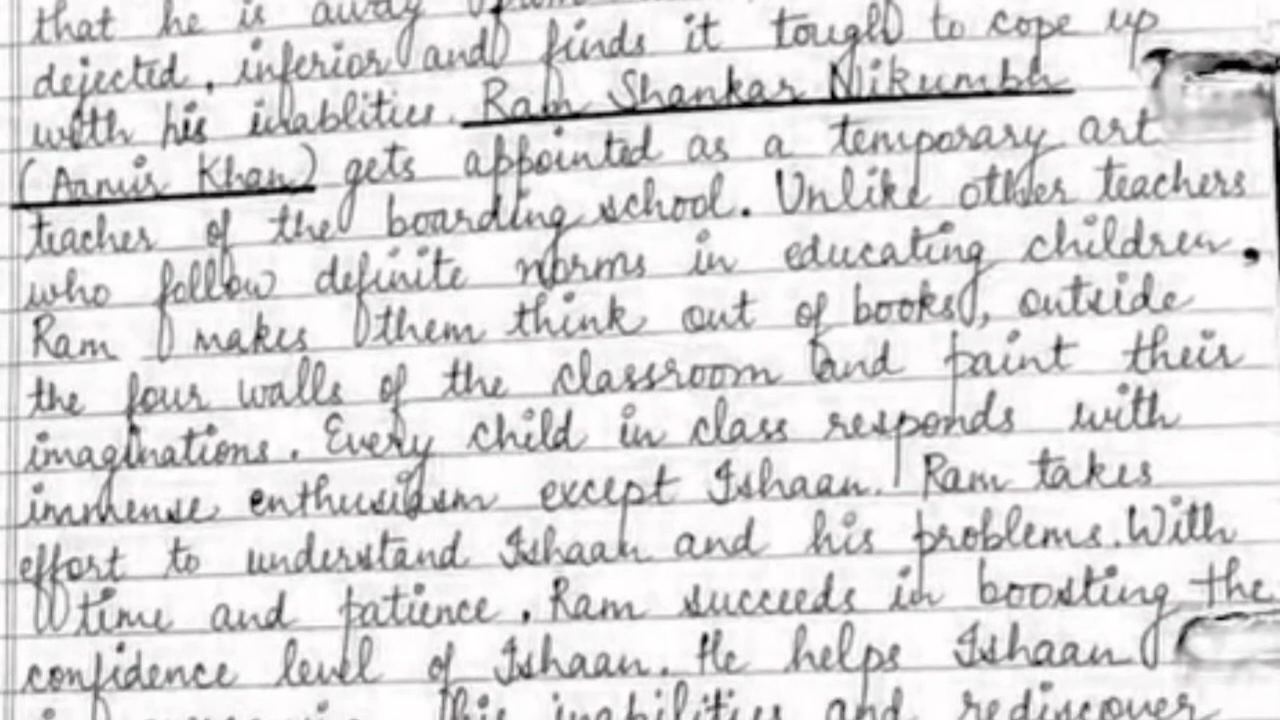 that he is away
dejected, inferior and finds it tough to cope up
with his inablities. Ram Shankar Nikumbh
(Aamir Khan) gets appointed as a temporary art
teacher of the boarding school. Unlike other teachers
who follow definite norms in educating children,
Ram makes them think out of books, outside
the four walls of the classroom and paint their
imaginations. Every child in class responds with
immense enthusiasm except Ishaan. Ram takes
effort to understand Ishaan and his problems. With
time and patience, Ram succeeds in boosting the
confidence level of Ishaan. He helps Ishaan
his inabilities and rediscover